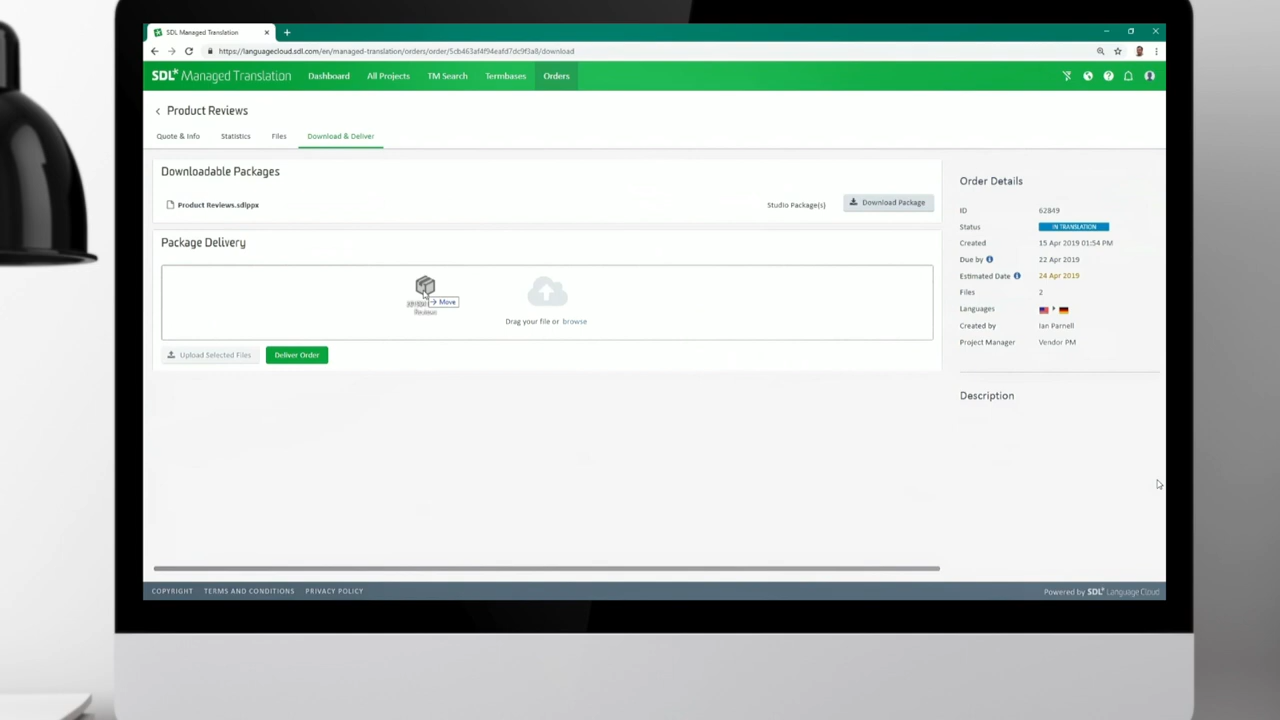 SDL Managed Translation
https://languagecloud.sdl.com/en/managed-translation/orders/order/5cb463af4f94eafd7dc9f3a8/download
SDL* Managed Translation Dashboard All Projects TM Search Termbases Orders
Product Reviews
Quote & Info Statistics Files Download & Deliver
Downloadable Packages
Product Reviews.sdlppx Studio Package(s) Download Package
Package Delivery
Move
Reviews
Drag your file or browse
Upload Selected Files Deliver Order
Order Details
ID 62849
Status IN TRANSLATION
Created 15 Apr 2019 01:54 PM
Due by 22 Apr 2019
Estimated Date 24 Apr 2019
Files 2
Languages
Created by Ian Parnell
Project Manager Vendor PM
Description
COPYRIGHT TERMS AND CONDITIONS PRIVACY POLICY
Powered by SDL* Language Cloud